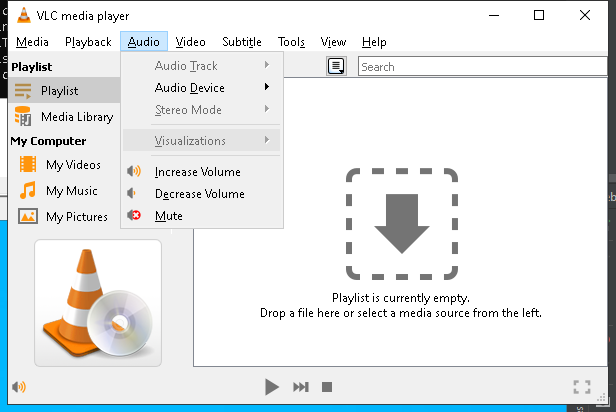 VLC media player
Media Playback Audio Video Subtitle Tools View Help
Playlist
Playlist
Media Library
My Computer
My Videos
My Music
My Pictures
Audio Track
Audio Device
Stereo Mode
Visualizations
Increase Volume
Decrease Volume
Mute
Search
Playlist is currently empty.
Drop a file here or select a media source from the left.